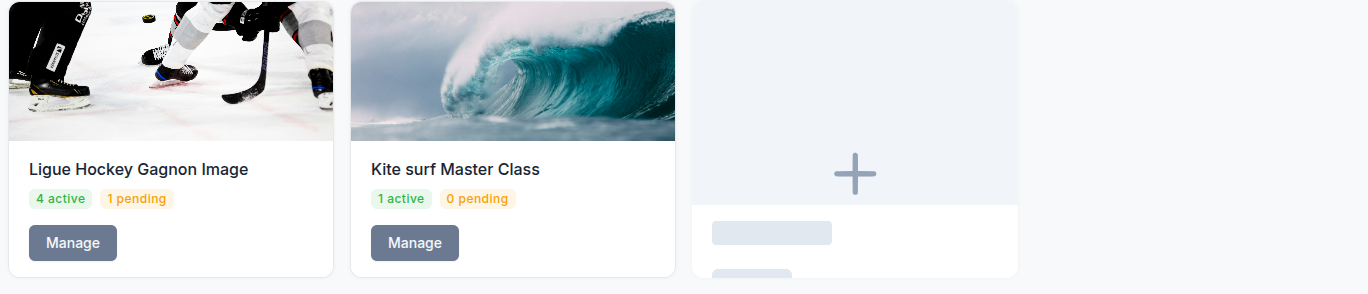 Ligue Hockey Gagnon Image
4 active 1 pending
Manage
Kite surf Master Class
1 active 0 pending
Manage